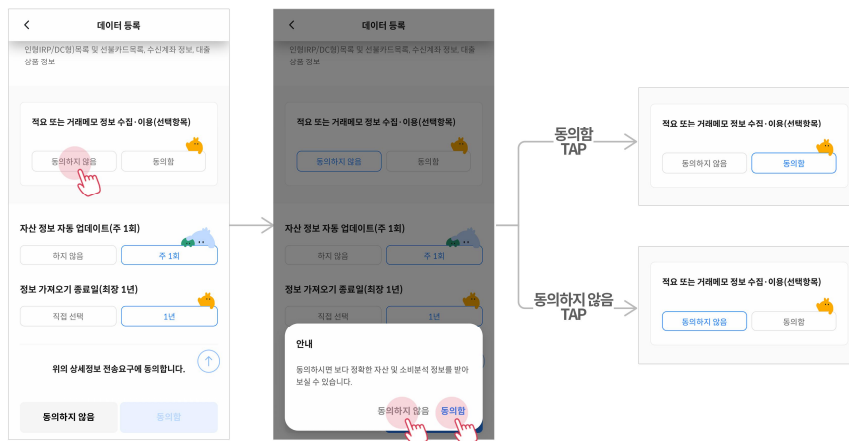 데이터 등록
인형IRP/DC형)목록 및 선불카드목록, 수신계좌 정보, 대출
상품 정보
적요 또는 거래메모 정보 수집·이용(선택항목)
동의하지 않음
동의함
자산 정보 자동 업데이트(주 1회)
하지 않음
주 1회
정보 가져오기 종료일(최장 1년)
직접 선택
1년
위의 상세정보 전송요구에 동의합니다.
동의하지 않음
동의함
데이터 등록
인형IRP/DC형)목록 및 선불카드목록, 수신계좌 정보, 대출
상품 정보
적요 또는 거래메모 정보 수집·이용(선택항목)
동의하지 않음
동의함
자산 정보 자동 업데이트(주 1회)
하지 않음
주 1회
정보 가져오기 종료일(최장 1년)
직접 선택
1년
안내
동의하시면 보다 정확한 자산 및 소비분석 정보를 받아
보실 수 있습니다.
동의하지 않음
동의함
동의함
TAP
적요 또는 거래메모 정보 수집·이용(선택항목)
동의하지 않음
동의함
동의하지 않음
TAP
적요 또는 거래메모 정보 수집·이용(선택항목)
동의하지 않음
동의함